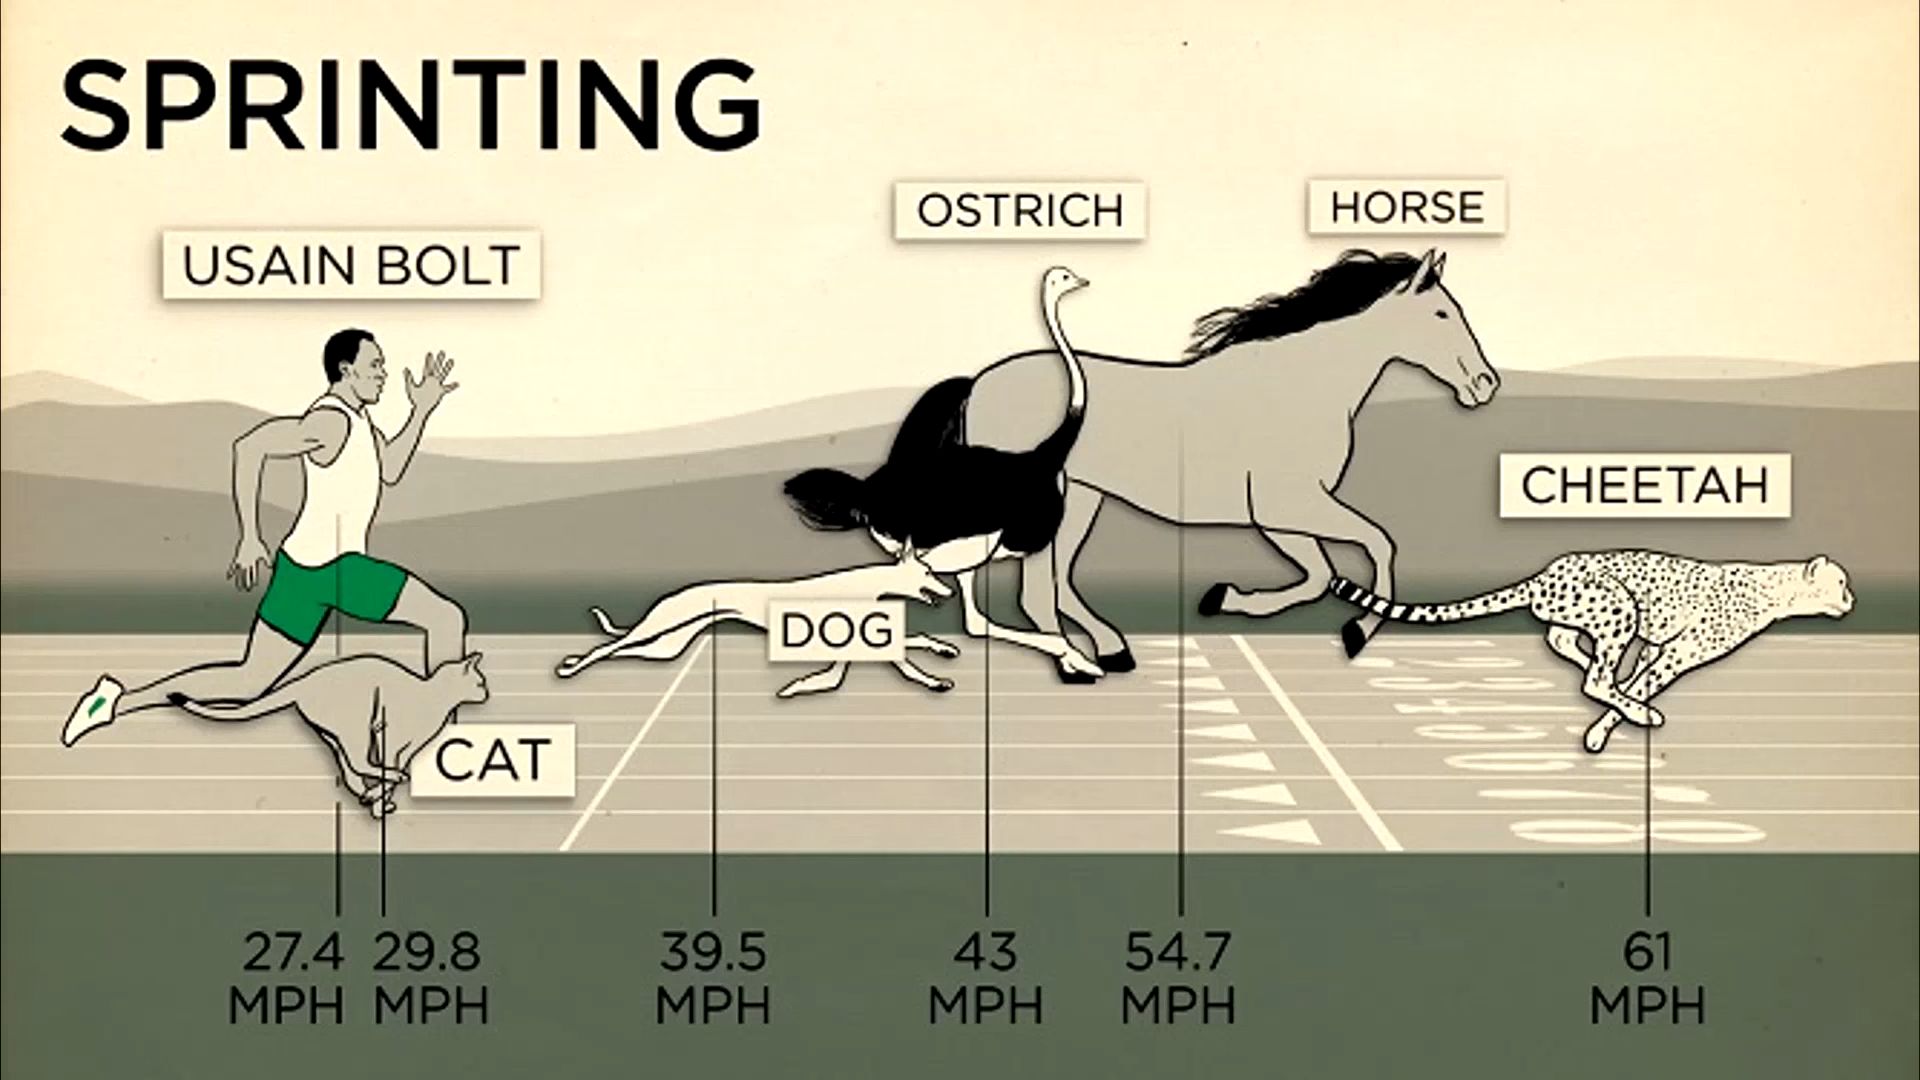 SPRINTING
USAIN BOLT
OSTRICH
HORSE
CHEETAH
DOG
CAT
27.4
MPH
29.8
MPH
39.5
MPH
43
MPH
54.7
MPH
61
MPH